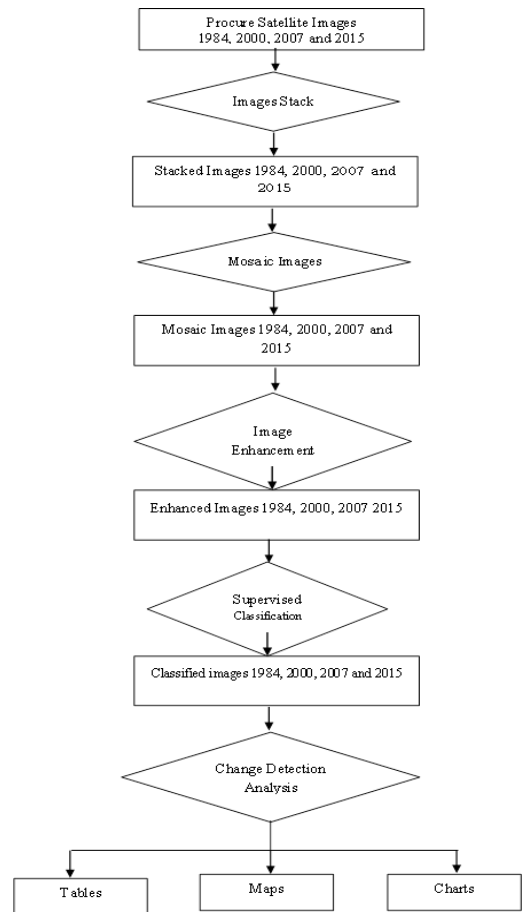 Procure Satellite Images
1984, 2000, 2007 and 2015
Images Stack
Stacked Images 1984, 2000, 2007 and
2015
Mosaic Images
Mosaic Images 1984, 2000, 2007 and
2015
Image
Enhancement
Enhanced Images 1984, 2000, 2007 2015
Supervised
Classification
Classified images 1984, 2000, 2007 and 2015
Change Detection
Analysis
Tables
Maps
Charts